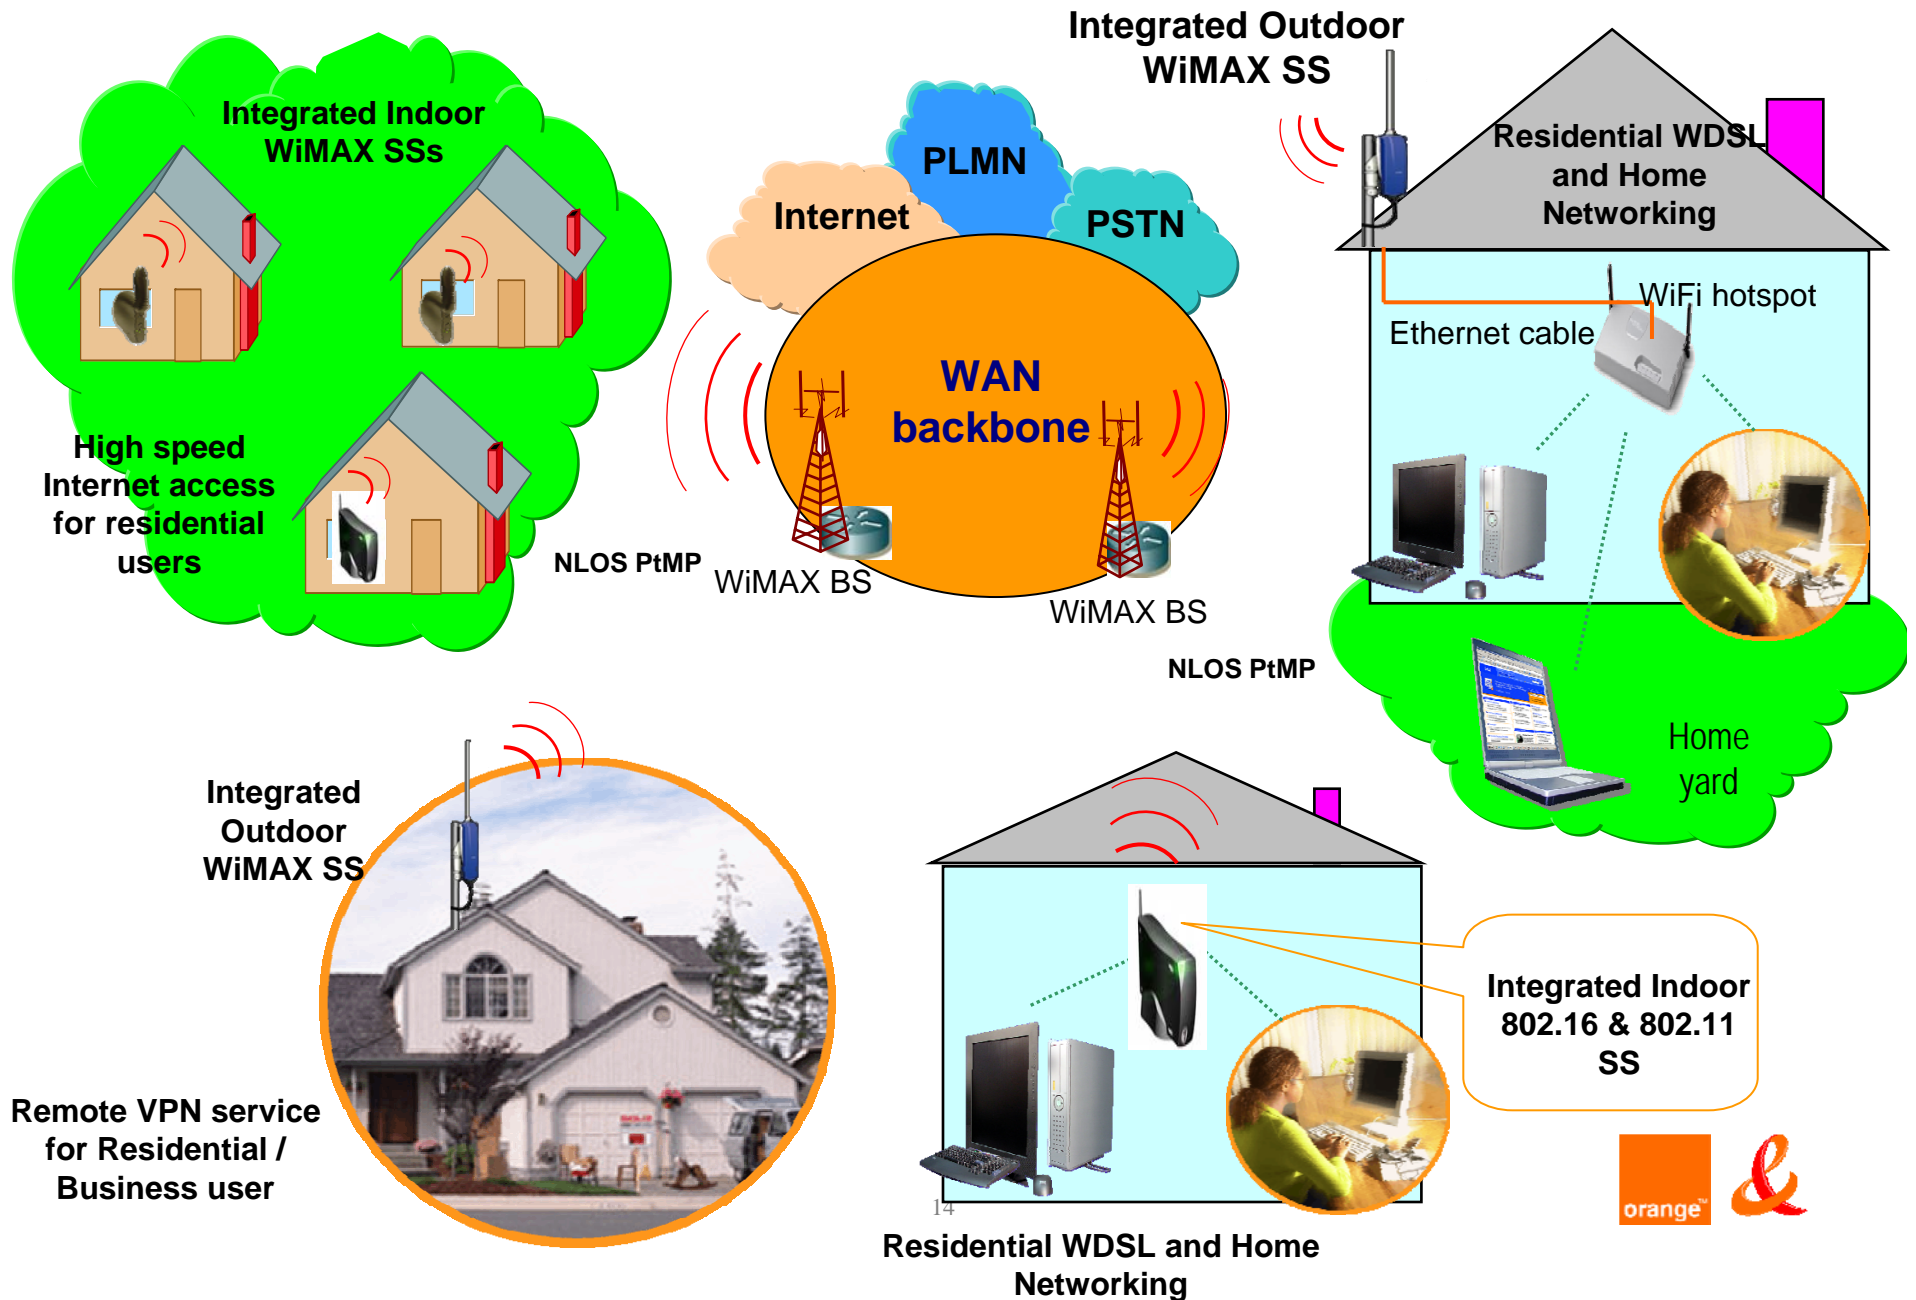 Integrated Outdoor
WiMAX SS
Integrated Indoor
WiMAX SSs
PLMN
Internet
PSTN
Residential WDSL
and Home
Networking
WiFi hotspot
Ethernet cable
WAN
backbone
High speed
Internet access
for residential
users
NLOS PtMP
WiMAX BS
WiMAX BS
NLOS PtMP
Home
yard
Integrated
Outdoor
WiMAX SS
Integrated Indoor
802.16 & 802.11
SS
Remote VPN service
for Residential /
Business user
14
Residential WDSL and Home
Networking
orange™